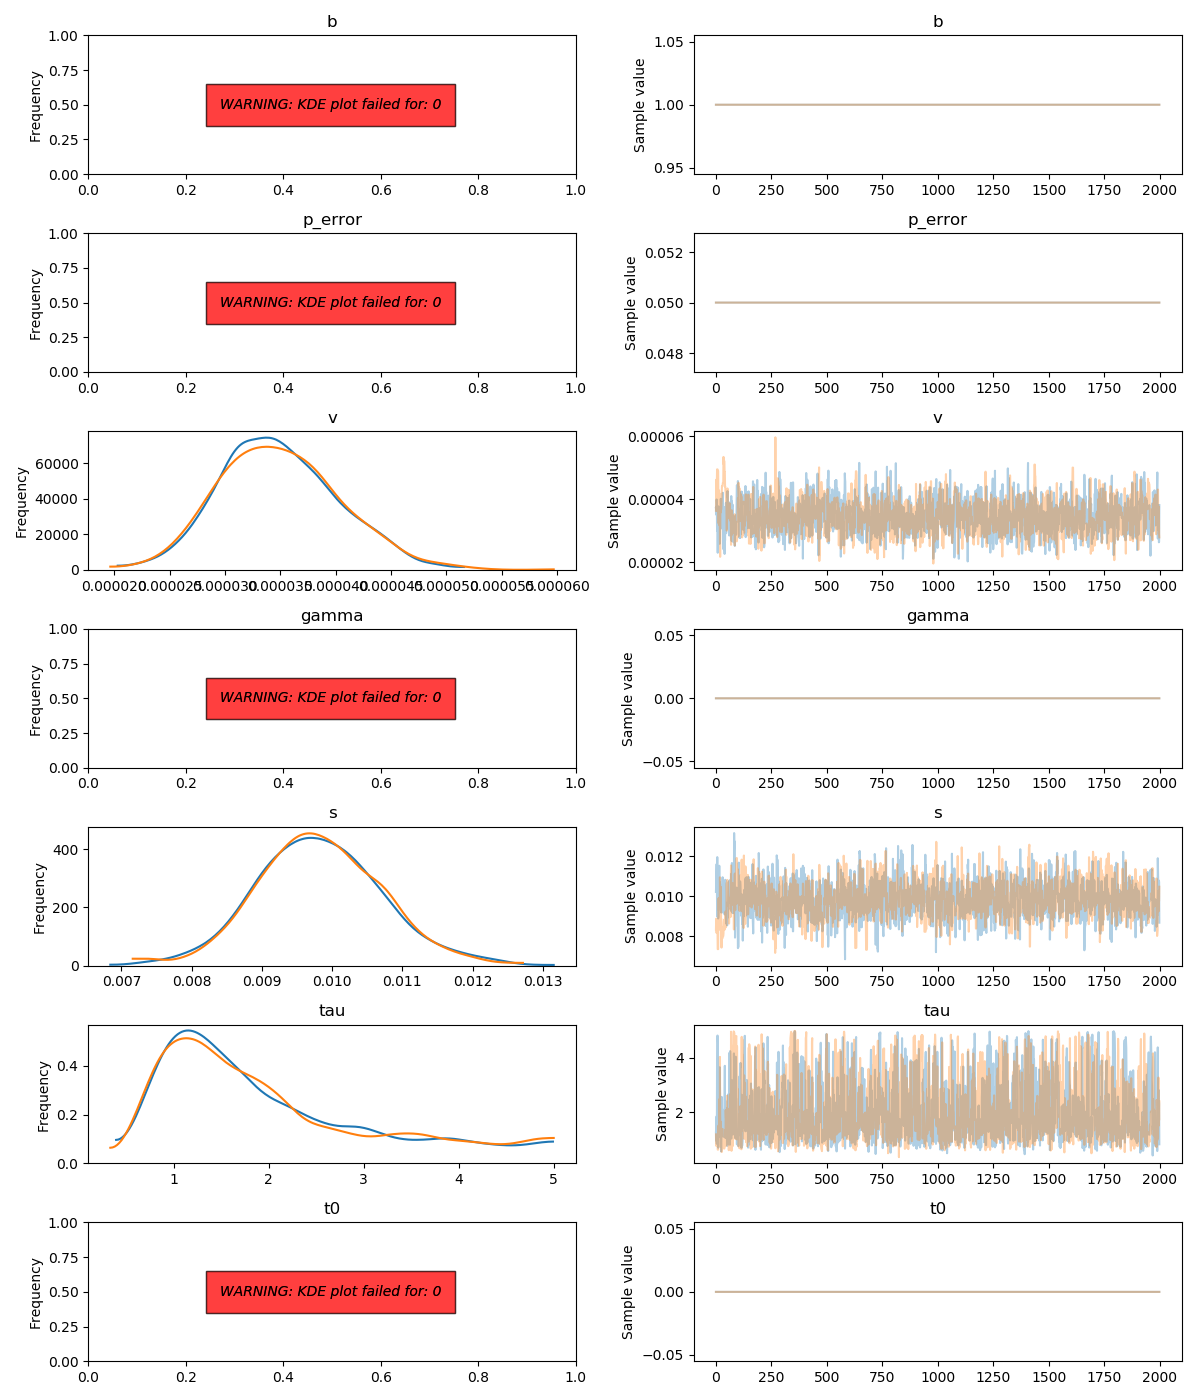 b
1.00
0.75
0.50
0.25
0.00
Frequency
WARNING: KDE plot failed for: 0
0.0 0.2 0.4 0.6 0.8 1.0
b
1.05
1.00
0.95
Sample value
0 250 500 750 1000 1250 1500 1750 2000
p_error
1.00
0.75
0.50
0.25
0.00
Frequency
WARNING: KDE plot failed for: 0
0.0 0.2 0.4 0.6 0.8 1.0
p_error
0.052
0.050
0.048
Sample value
0 250 500 750 1000 1250 1500 1750 2000
v
60000
40000
20000
0
Frequency
0.000020 0.000025 0.000030 0.000035 0.000040 0.000045 0.000050 0.000055 0.000060
v
0.00006
0.00004
0.00002
Sample value
0 250 500 750 1000 1250 1500 1750 2000
gamma
1.00
0.75
0.50
0.25
0.00
Frequency
WARNING: KDE plot failed for: 0
0.0 0.2 0.4 0.6 0.8 1.0
gamma
0.05
0.00
−0.05
Sample value
0 250 500 750 1000 1250 1500 1750 2000
s
400
200
0
Frequency
0.007 0.008 0.009 0.010 0.011 0.012 0.013
s
0.012
0.010
0.008
Sample value
0 250 500 750 1000 1250 1500 1750 2000
tau
0.4
0.2
0.0
Frequency
1 2 3 4 5
tau
4
2
Sample value
0 250 500 750 1000 1250 1500 1750 2000
t0
1.00
0.75
0.50
0.25
0.00
Frequency
WARNING: KDE plot failed for: 0
0.0 0.2 0.4 0.6 0.8 1.0
t0
0.05
0.00
−0.05
Sample value
0 250 500 750 1000 1250 1500 1750 2000